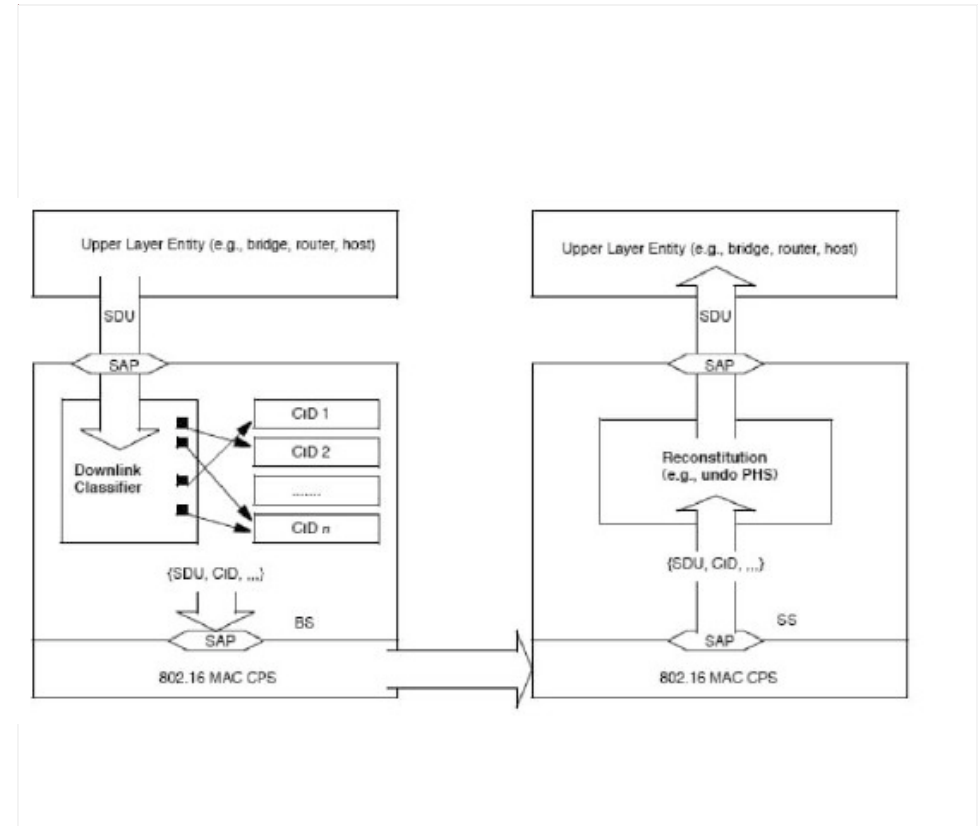 Upper Layer Entity (e.g., bridge, router, host)
SDU
SAP
Downlink
Classifier
CID 1
CID 2
.......
CID n
{SDU, CID, ,,,}
BS
SAP
802.16 MAC CPS
Upper Layer Entity (e.g., bridge, router, host)
SDU
SAP
Reconstitution
(e.g., undo PHS)
{SDU, CID, ,,,}
SS
SAP
802.16 MAC CPS